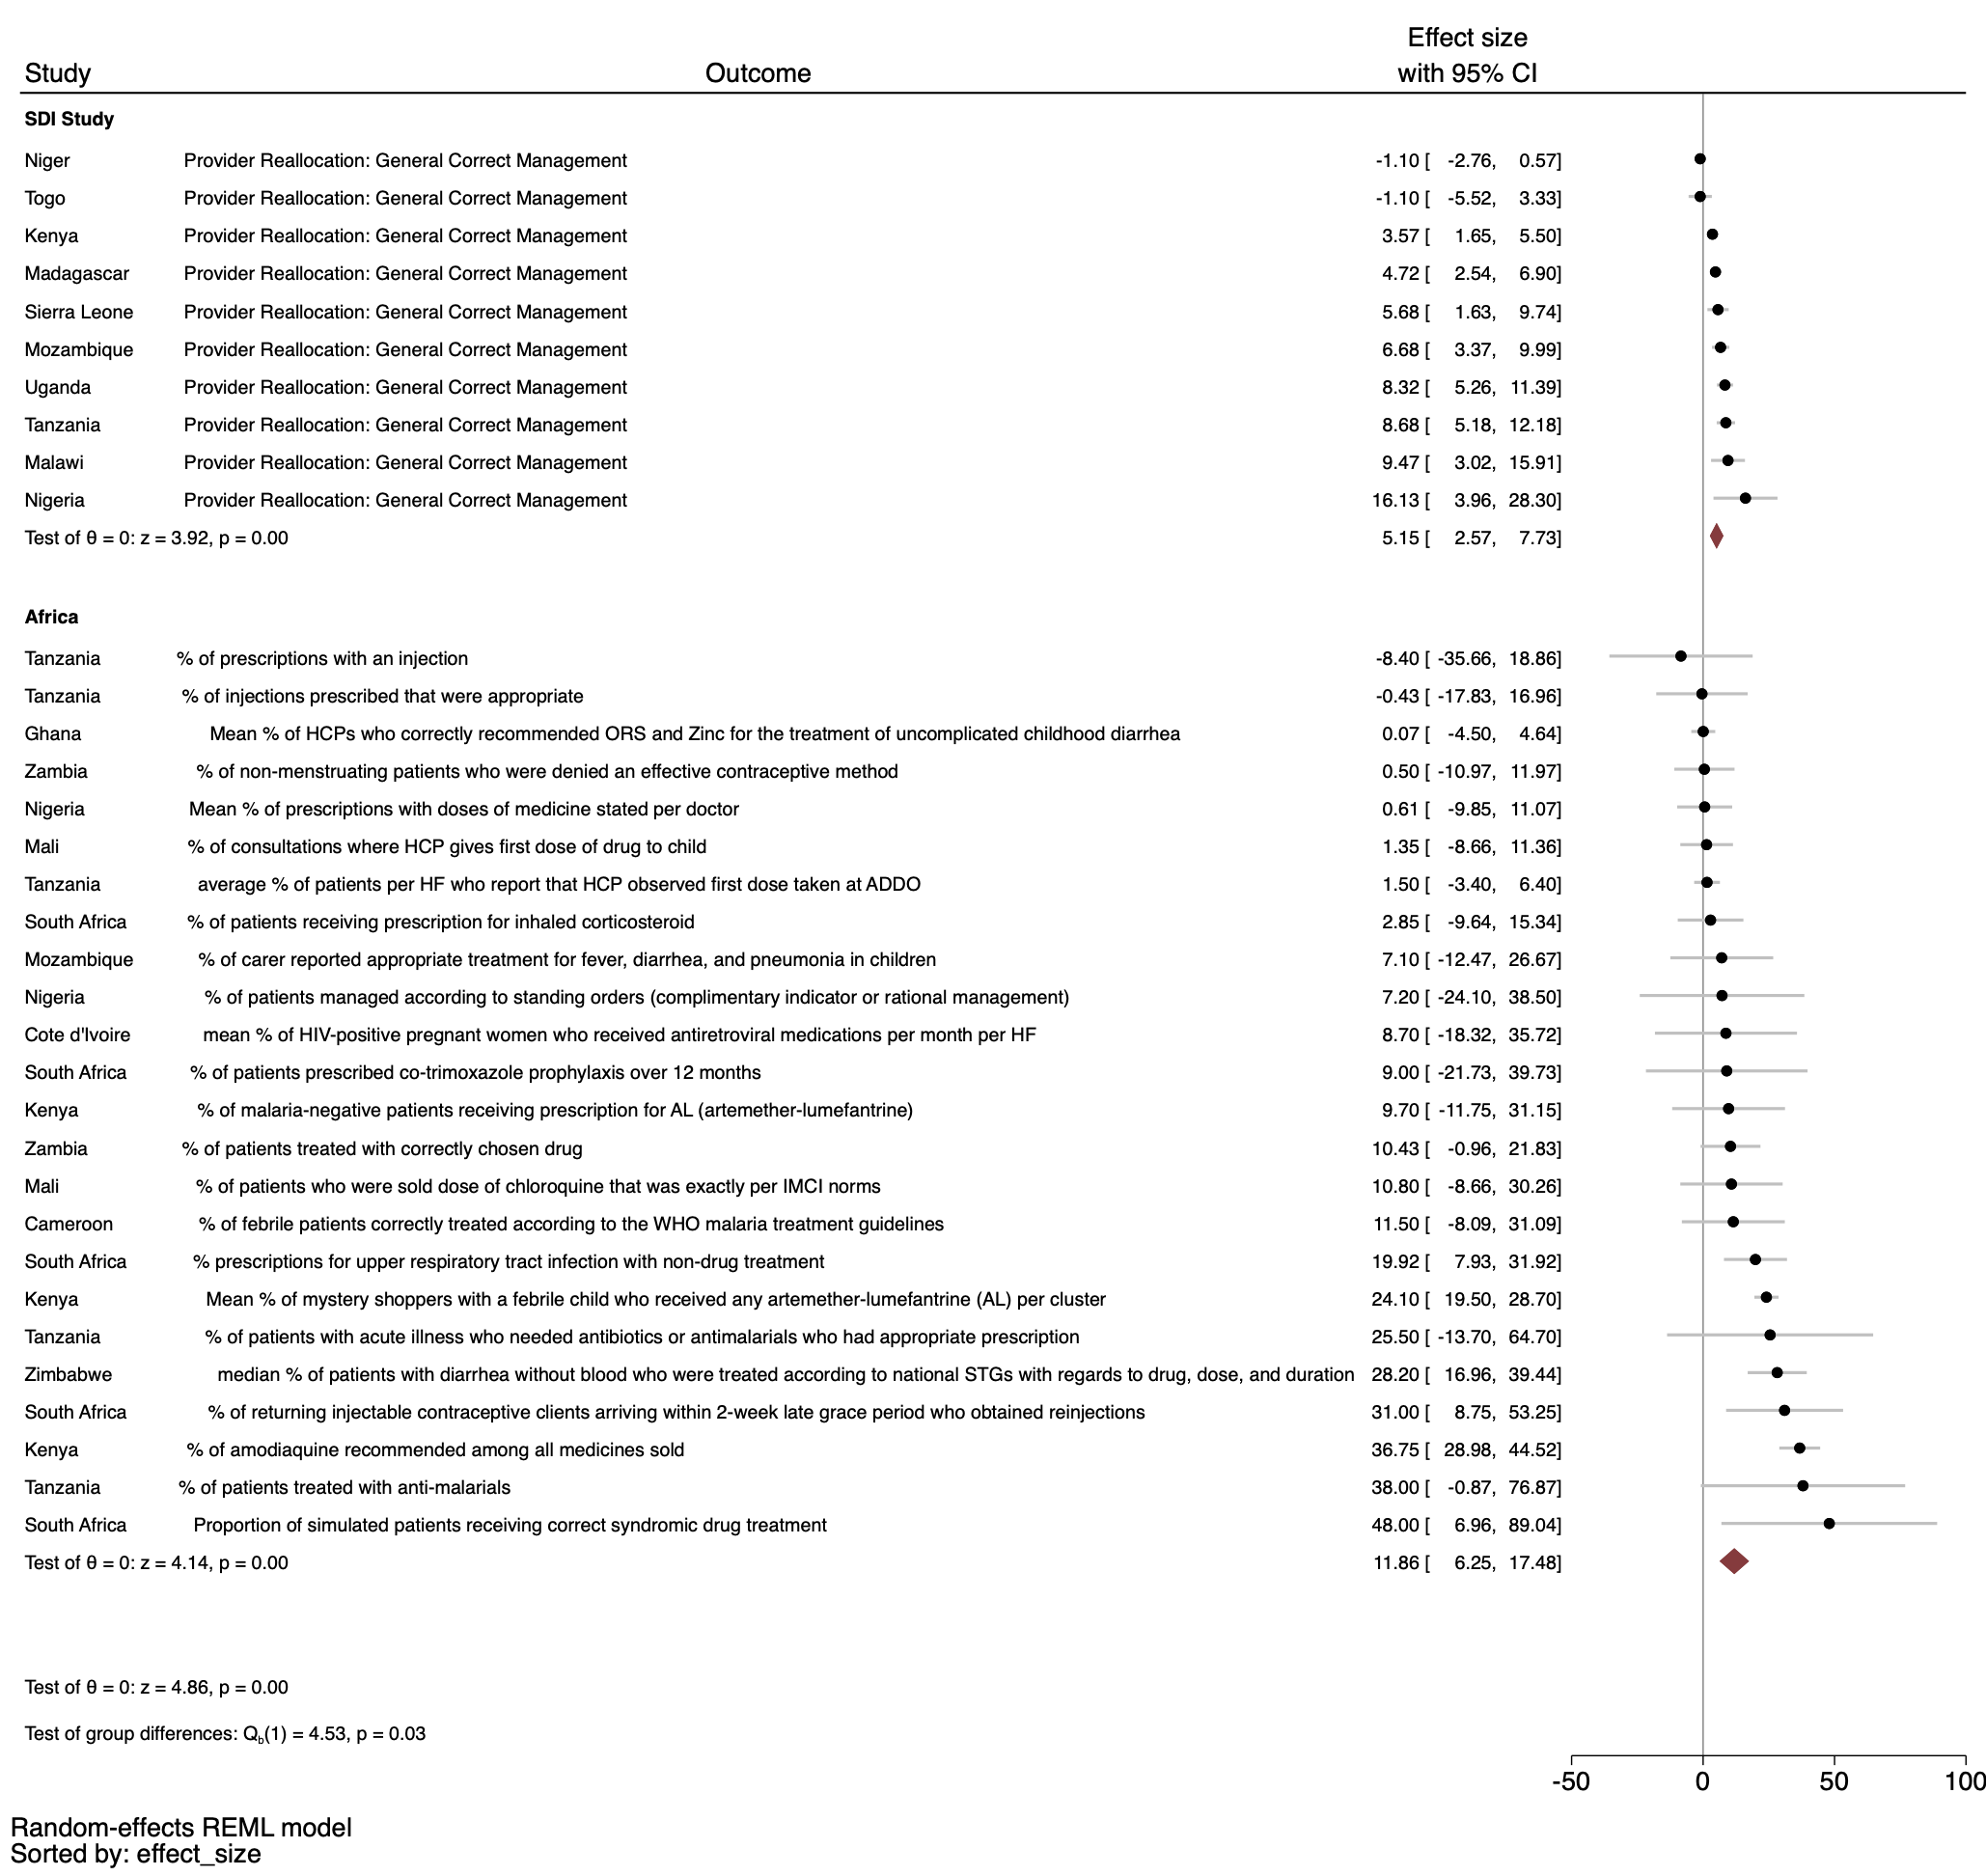 Effect size
Study Outcome with 95% CI
SDI Study
Niger Provider Reallocation: General Correct Management -1.10 [ -2.76, 0.57]
Togo Provider Reallocation: General Correct Management -1.10 [ -5.52, 3.33]
Kenya Provider Reallocation: General Correct Management 3.57 [ 1.65, 5.50]
Madagascar Provider Reallocation: General Correct Management 4.72 [ 2.54, 6.90]
Sierra Leone Provider Reallocation: General Correct Management 5.68 [ 1.63, 9.74]
Mozambique Provider Reallocation: General Correct Management 6.68 [ 3.37, 9.99]
Uganda Provider Reallocation: General Correct Management 8.32 [ 5.26, 11.39]
Tanzania Provider Reallocation: General Correct Management 8.68 [ 5.18, 12.18]
Malawi Provider Reallocation: General Correct Management 9.47 [ 3.02, 15.91]
Nigeria Provider Reallocation: General Correct Management 16.13 [ 3.96, 28.30]
Test of θ = 0: z = 3.92, p = 0.00 5.15 [ 2.57, 7.73]
Africa
Tanzania % of prescriptions with an injection -8.40 [ -35.66, 18.86]
Tanzania % of injections prescribed that were appropriate -0.43 [ -17.83, 16.96]
Ghana Mean % of HCPs who correctly recommended ORS and Zinc for the treatment of uncomplicated childhood diarrhea 0.07 [ -4.50, 4.64]
Zambia % of non-menstruating patients who were denied an effective contraceptive method 0.50 [ -10.97, 11.97]
Nigeria Mean % of prescriptions with doses of medicine stated per doctor 0.61 [ -9.85, 11.07]
Mali % of consultations where HCP gives first dose of drug to child 1.35 [ -8.66, 11.36]
Tanzania average % of patients per HF who report that HCP observed first dose taken at ADDO 1.50 [ -3.40, 6.40]
South Africa % of patients receiving prescription for inhaled corticosteroid 2.85 [ -9.64, 15.34]
Mozambique % of carer reported appropriate treatment for fever, diarrhea, and pneumonia in children 7.10 [ -12.47, 26.67]
Nigeria % of patients managed according to standing orders (complimentary indicator or rational management) 7.20 [ -24.10, 38.50]
Cote d'Ivoire mean % of HIV-positive pregnant women who received antiretroviral medications per month per HF 8.70 [ -18.32, 35.72]
South Africa % of patients prescribed co-trimoxazole prophylaxis over 12 months 9.00 [ -21.73, 39.73]
Kenya % of malaria-negative patients receiving prescription for AL (artemether-lumefantrine) 9.70 [ -11.75, 31.15]
Zambia % of patients treated with correctly chosen drug 10.43 [ -0.96, 21.83]
Mali % of patients who were sold dose of chloroquine that was exactly per IMCI norms 10.80 [ -8.66, 30.26]
Cameroon % of febrile patients correctly treated according to the WHO malaria treatment guidelines 11.50 [ -8.09, 31.09]
South Africa % prescriptions for upper respiratory tract infection with non-drug treatment 19.92 [ 7.93, 31.92]
Kenya Mean % of mystery shoppers with a febrile child who received any artemether-lumefantrine (AL) per cluster 24.10 [ 19.50, 28.70]
Tanzania % of patients with acute illness who needed antibiotics or antimalarials who had appropriate prescription 25.50 [ -13.70, 64.70]
Zimbabwe median % of patients with diarrhea without blood who were treated according to national STGs with regards to drug, dose, and duration 28.20 [ 16.96, 39.44]
South Africa % of returning injectable contraceptive clients arriving within 2-week late grace period who obtained reinjections 31.00 [ 8.75, 53.25]
Kenya % of amodiaquine recommended among all medicines sold 36.75 [ 28.98, 44.52]
Tanzania % of patients treated with anti-malarials 38.00 [ -0.87, 76.87]
South Africa Proportion of simulated patients receiving correct syndromic drug treatment 48.00 [ 6.96, 89.04]
Test of θ = 0: z = 4.14, p = 0.00 11.86 [ 6.25, 17.48]
Test of θ = 0: z = 4.86, p = 0.00
Test of group differences: Q_b(1) = 4.53, p = 0.03
-50 0 50 100
Random-effects REML model
Sorted by: effect_size